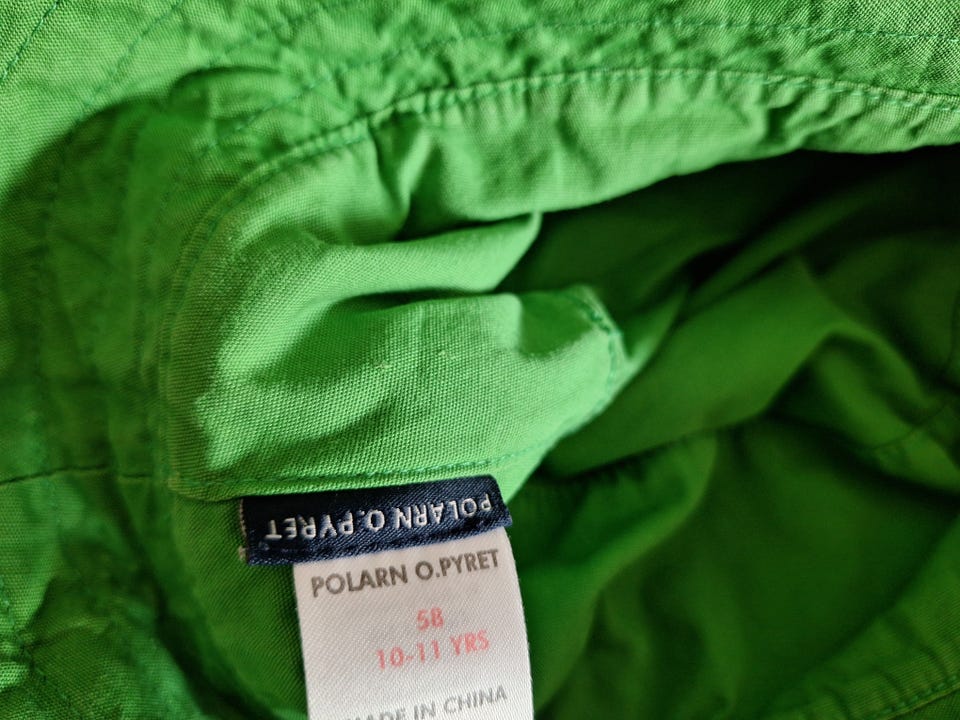 POLARN O.PYRET
POLARN O.PYRET
58
10-11 YRS
MADE IN CHINA